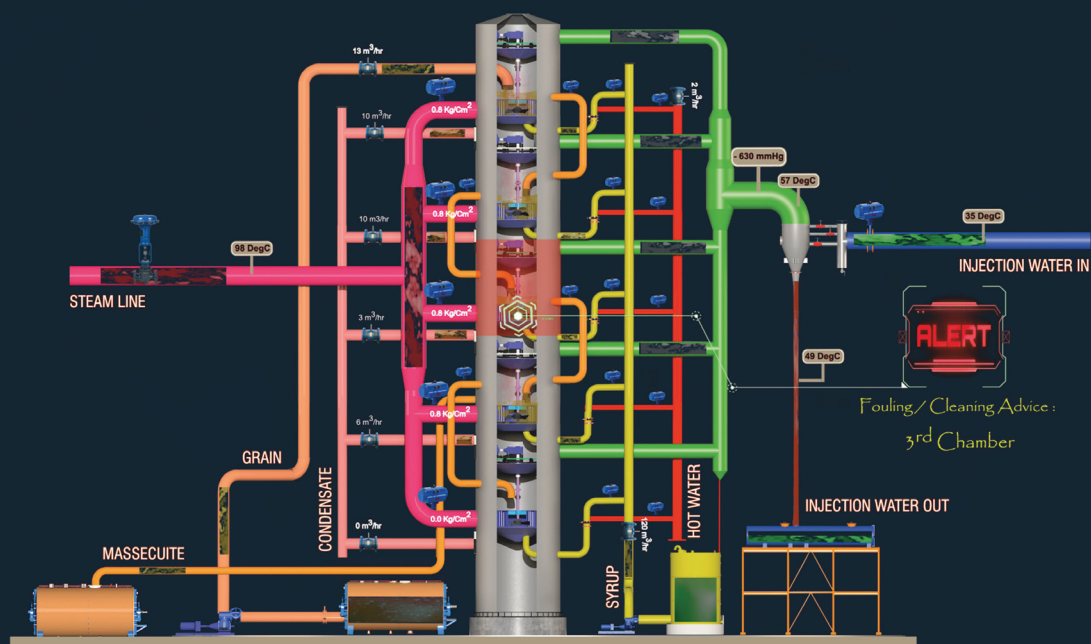 13 m³/hr
2 m³/hr
0.8 Kg/Cm²
10 m³/hr
- 630 mmHg
57 DegC
35 DegC
0.8 Kg/Cm²
10 m3/hr
98 DegC
INJECTION WATER IN
STEAM LINE
0.8 Kg/Cm²
3 m³/hr
ALERT
49 DegC
Fouling / Cleaning Advice :
3rd Chamber
0.8 Kg/Cm²
6 m³/hr
GRAIN
CONDENSATE
HOT WATER
INJECTION WATER OUT
0.0 Kg/Cm²
0 m³/hr
120 m³/hr
MASSECUITE
SYRUP